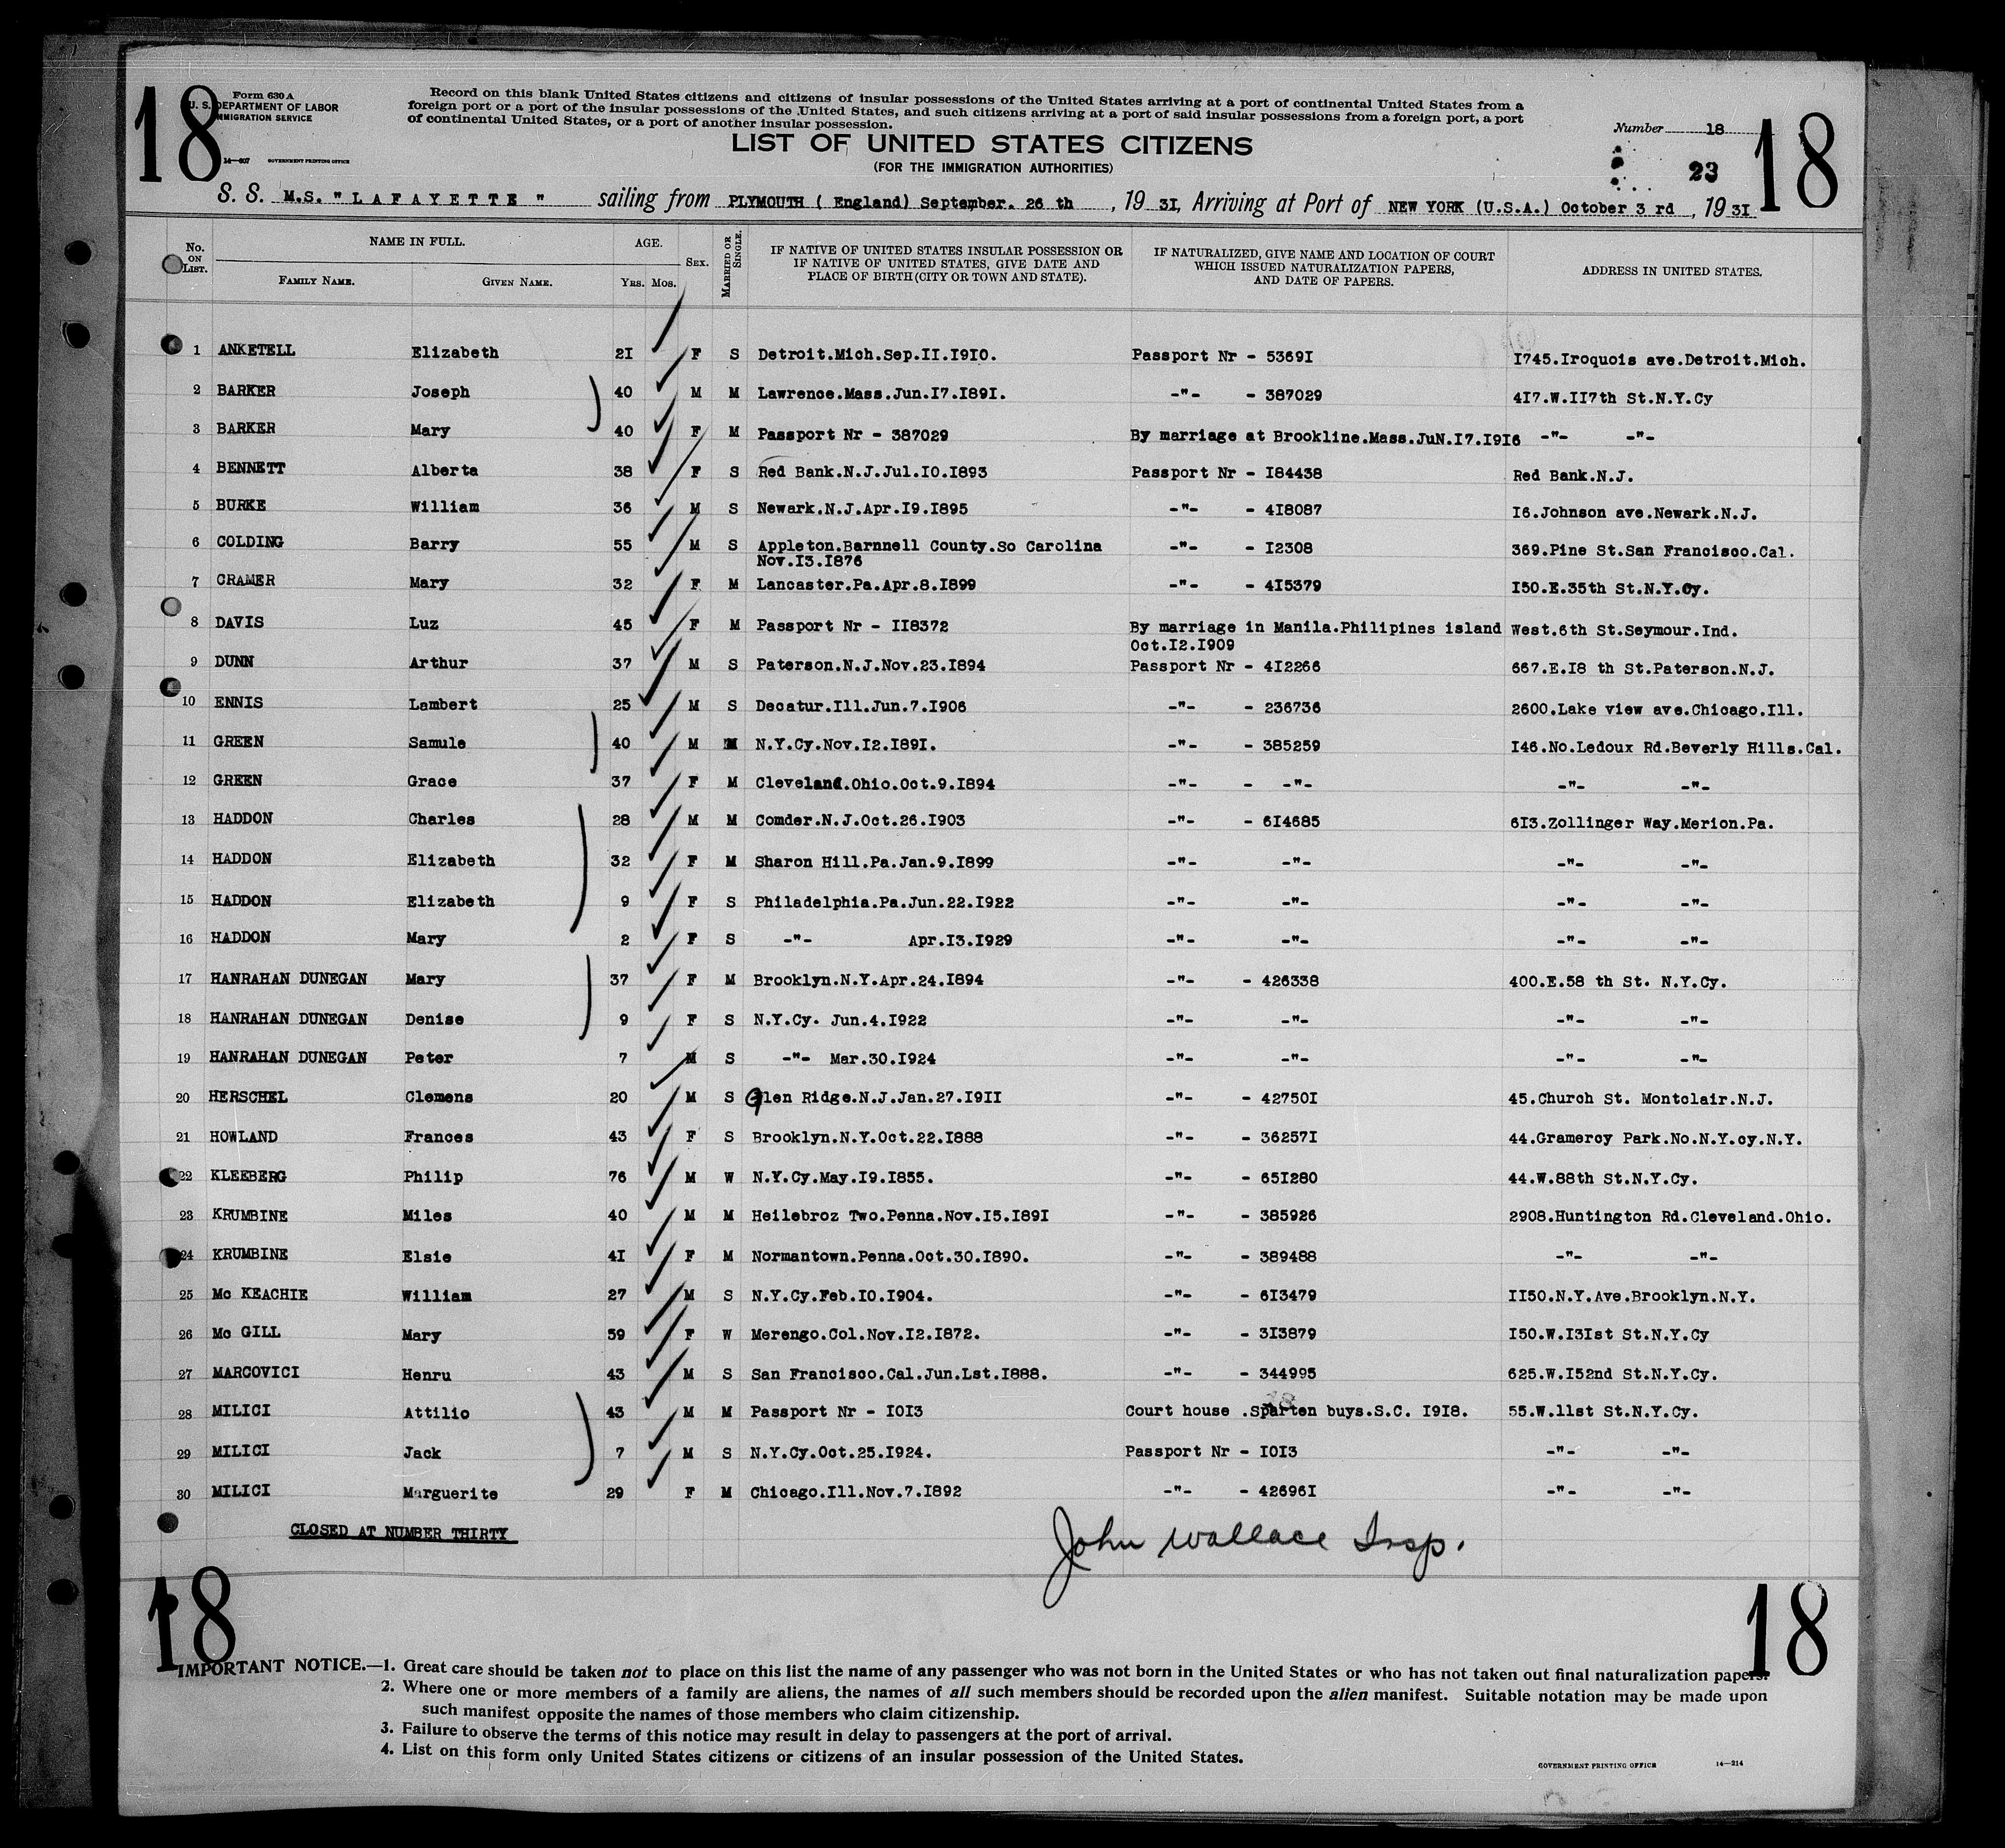 18
Form 630 A
U. S. DEPARTMENT OF LABOR
IMMIGRATION SERVICE
14—607 GOVERNMENT PRINTING OFFICE
Record on this blank United States citizens and citizens of insular possessions of the United States arriving at a port of continental United States from a
foreign port or a port of the insular possessions of the United States, and such citizens arriving at a port of said insular possessions from a foreign port, a port
of continental United States, or a port of another insular possession.
LIST OF UNITED STATES CITIZENS
(FOR THE IMMIGRATION AUTHORITIES)
Number 18
23
18
S. S. M.S. " L A F A Y E T T E " sailing from PLYMOUTH ( England) September. 26 th , 19 3I, Arriving at Port of NEW YORK (U.S.A.) October 3 rd , 19 3I
No. ON LIST. NAME IN FULL. FAMILY NAME. GIVEN NAME. AGE. YRS. MOS. SEX. MARRIED OR SINGLE. IF NATIVE OF UNITED STATES INSULAR POSSESSION OR IF NATIVE OF UNITED STATES, GIVE DATE AND PLACE OF BIRTH (CITY OR TOWN AND STATE). IF NATURALIZED, GIVE NAME AND LOCATION OF COURT WHICH ISSUED NATURALIZATION PAPERS, AND DATE OF PAPERS. ADDRESS IN UNITED STATES.
1 ANKETELL Elizabeth 2I F S Detroit.Mich.Sep.II.I9I0. Passport Nr - 5369I I745.Iroquois ave.Detroit.Mich.
2 BARKER Joseph 40 M M Lawrence.Mass.Jun.I7.I89I. -"- - 387029 4I7.W.II7th St.N.Y.Cy
3 BARKER Mary 40 F M Passport Nr - 387029 By marriage at Brookline.Mass.JuN.I7.I9I6 -"- -"-
4 BENNETT Alberta 38 F S Red Bank.N.J.Jul.I0.I893 Passport Nr - I84438 Red Bank.N.J.
5 BURKE William 36 M S Newark.N.J.Apr.I9.I895 -"- - 4I8087 I6.Johnson ave.Newark.N.J.
6 COLDING Barry 55 M S Appleton.Barnnell County.So Carolina -"- - I2308 369.Pine St.San Francisco.Cal.
Nov.I3.I876
7 CRAMER Mary 32 F M Lancaster.Pa.Apr.8.I899 -"- - 4I5379 I50.E.35th St.N.Y.Cy.
8 DAVIS Luz 45 F M Passport Nr - II8372 By marriage in Manila.Philipines island West.6th St.Seymour.Ind.
Oct.I2.I909
9 DUNN Arthur 37 M S Paterson.N.J.Nov.23.I894 Passport Nr - 4I2266 667.E.I8 th St.Paterson.N.J.
10 ENNIS Lambert 25 M S Decatur.Ill.Jun.7.I906 -"- - 236736 2600.Lake view ave.Chicago.Ill.
11 GREEN Samule 40 M M N.Y.Cy.Nov.I2.I89I. -"- - 385259 I46.No.Ledoux Rd.Beverly Hills.Cal.
12 GREEN Grace 37 F M Cleveland.Ohio.Oct.9.I894 -"- - -"- -"- -"-
13 HADDON Charles 28 M M Comder.N.J.Oct.26.I903 -"- - 6I4685 6I3.Zollinger Way.Merion.Pa.
14 HADDON Elizabeth 32 F M Sharon Hill.Pa.Jan.9.I899 -"- -"- -"- -"-
15 HADDON Elizabeth 9 F S Philadelphia.Pa.Jun.22.I922 -"- -"- -"- -"-
16 HADDON Mary 2 F S -"- Apr.I3.I929 -"- -"- -"- -"-
17 HANRAHAN DUNEGAN Mary 37 F M Brooklyn.N.Y.Apr.24.I894 -"- - 426338 400.E.58 th St. N.Y.Cy.
18 HANRAHAN DUNEGAN Denise 9 F S N.Y.Cy. Jun.4.I922 -"- -"- -"- -"-
19 HANRAHAN DUNEGAN Peter 7 M S -"- Mar.30.I924 -"- -"- -"- -"-
20 HERSCHEL Clemens 20 M S Glen Ridge.N.J.Jan.27.I9II -"- - 42750I 45.Church St. Montclair.N.J.
21 HOWLAND Frances 43 F S Brooklyn.N.Y.Oct.22.I888 -"- - 36257I 44.Gramercy Park.No.N.Y.cy.N.Y.
22 KLEEBERG Philip 76 M W N.Y.Cy.May.I9.I855. -"- - 65I280 44.W.88th St.N.Y.Cy.
23 KRUMBINE Miles 40 M M Heilebroz Two.Penna.Nov.I5.I89I -"- - 385926 2908.Huntington Rd.Cleveland.Ohio.
24 KRUMBINE Elsie 4I F M Normantown.Penna.Oct.30.I890. -"- - 389488 -"- -"-
25 Mc KEACHIE William 27 M S N.Y.Cy.Feb.I0.I904. -"- - 6I3479 II50.N.Y.Ave.Brooklyn.N.Y.
26 Mc GILL Mary 59 F W Merengo.Col.Nov.I2.I872. -"- - 3I3879 I50.W.I3Ist St.N.Y.Cy
27 MARCOVICI Henru 43 M S San Francisco.Cal.Jun.Lst.I888. -"- - 344995 625.W.I52nd St.N.Y.Cy.
28 MILICI Attilio 43 M M Passport Nr - I0I3 Court house .Sparten buys.S.C. I9I8. 55.W.11st St.N.Y.Cy.
29 MILICI Jack 7 M S N.Y.Cy.Oct.25.I924. Passport Nr - I0I3 -"- -"-
30 MILICI Marguerite 29 F M Chicago.Ill.Nov.7.I892 -"- - 42696I -"- -"-
CLOSED AT NUMBER THIRTY
John Wallace Insp.
18
18
IMPORTANT NOTICE.—1. Great care should be taken not to place on this list the name of any passenger who was not born in the United States or who has not taken out final naturalization papers.
2. Where one or more members of a family are aliens, the names of all such members should be recorded upon the alien manifest. Suitable notation may be made upon
such manifest opposite the names of those members who claim citizenship.
3. Failure to observe the terms of this notice may result in delay to passengers at the port of arrival.
4. List on this form only United States citizens or citizens of an insular possession of the United States.
GOVERNMENT PRINTING OFFICE 14—214